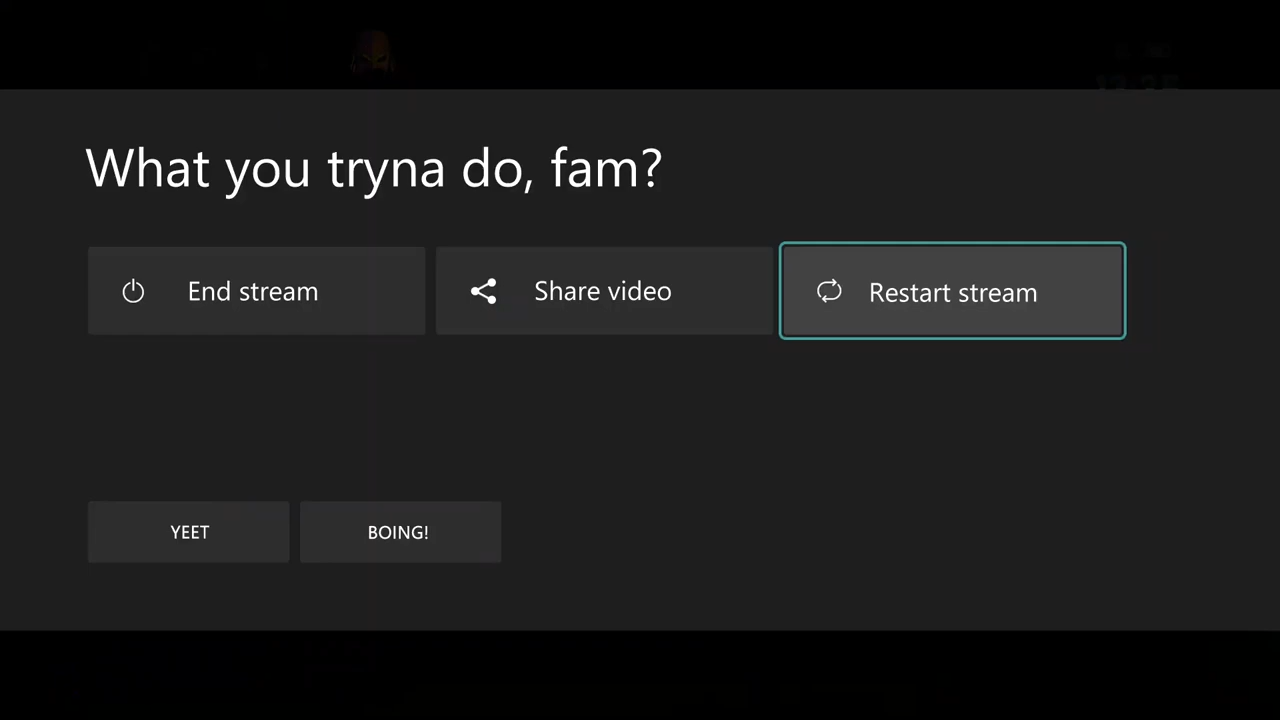 What you tryna do, fam?
End stream
Share video
Restart stream
YEET
BOING!